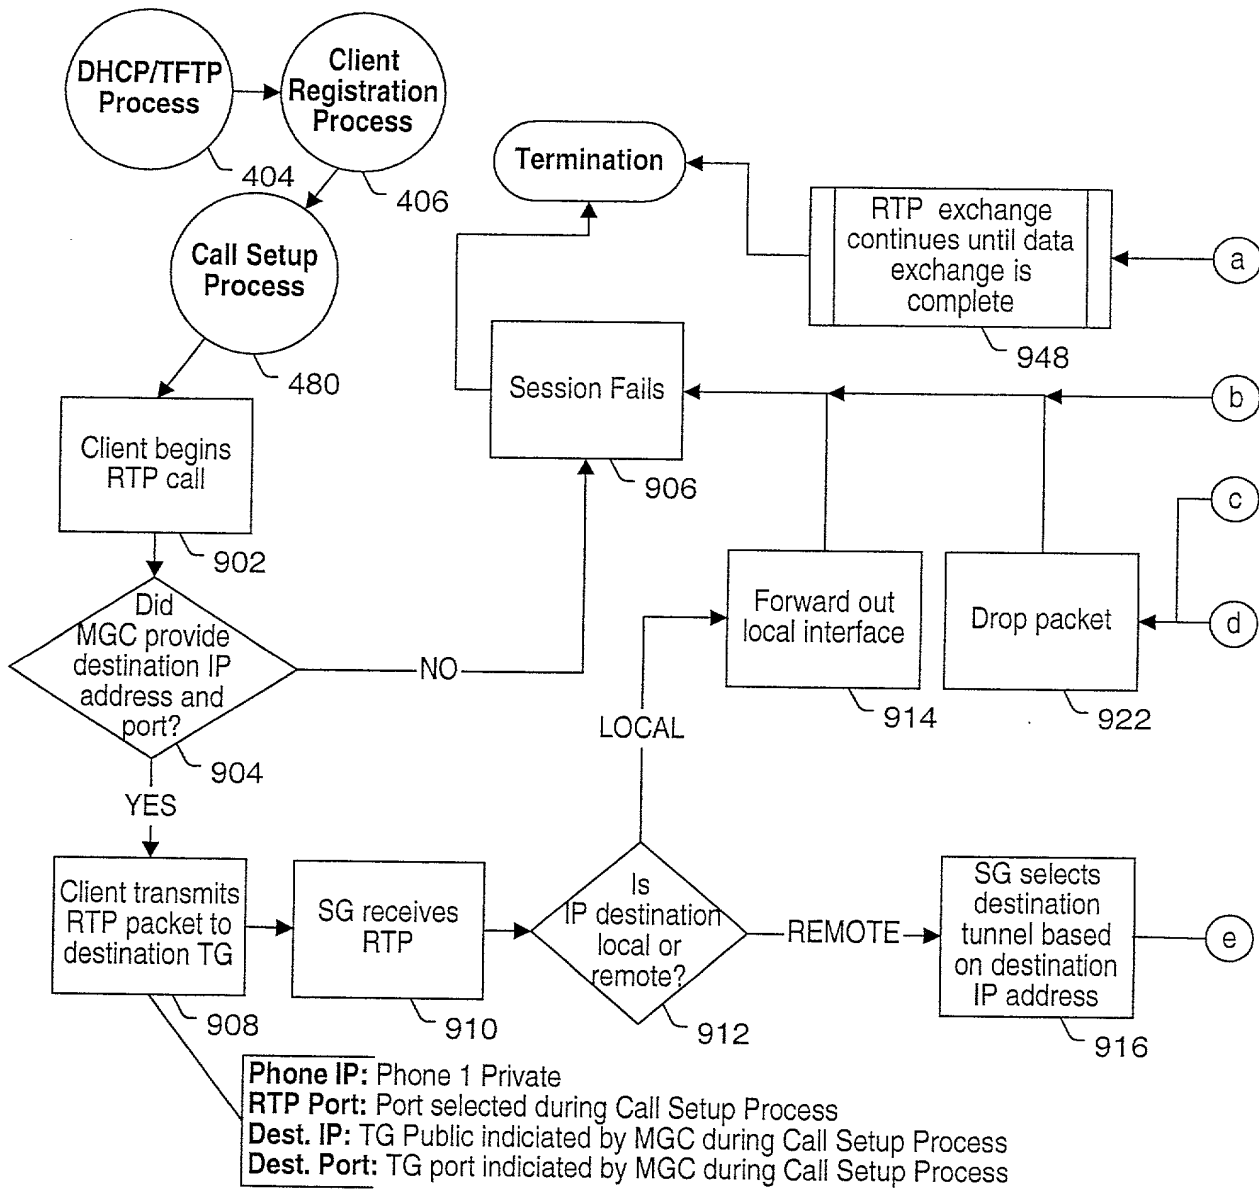 DHCP/TFTP
Process
404
Client
Registration
Process
406
Call Setup
Process
480
Termination
RTP exchange
continues until data
exchange is
complete
948
a
Session Fails
906
b
Client begins
RTP call
902
c
Did
MGC provide
destination IP
address and
port?
904
NO
YES
Forward out
local interface
914
Drop packet
922
d
LOCAL
Client transmits
RTP packet to
destination TG
908
SG receives
RTP
910
Is
IP destination
local or
remote?
912
REMOTE
SG selects
destination
tunnel based
on destination
IP address
916
e
Phone IP: Phone 1 Private
RTP Port: Port selected during Call Setup Process
Dest. IP: TG Public indiciated by MGC during Call Setup Process
Dest. Port: TG port indiciated by MGC during Call Setup Process